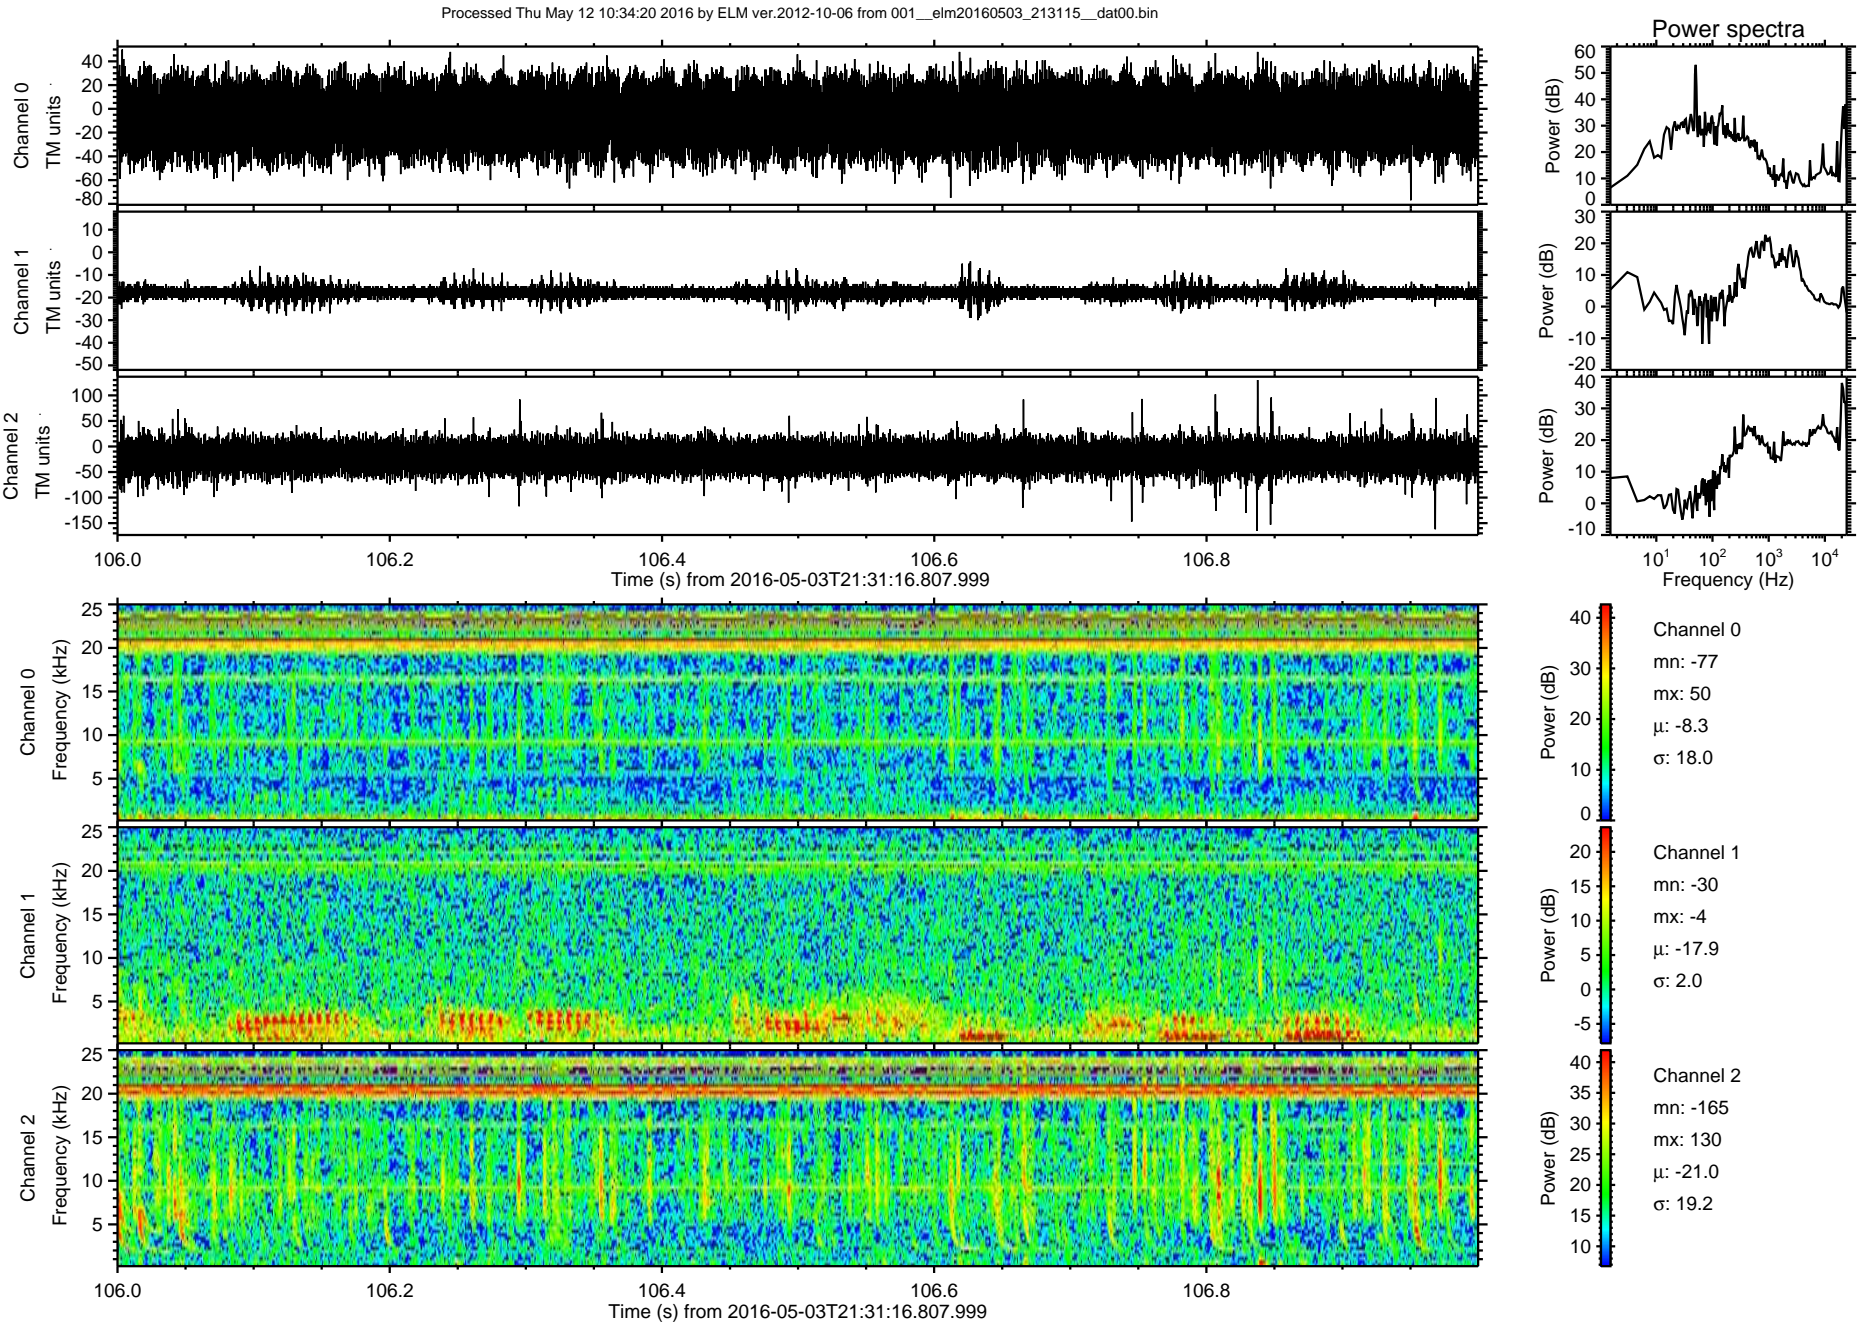 Processed Thu May 12 10:34:20 2016 by ELM ver.2012-10-06 from 001__elm20160503_213115__dat00.bin
Power spectra
Channel 0
TM units
40
20
0
-20
-40
-60
-80
Power (dB)
60
50
40
30
20
10
0
Channel 1
TM units
10
0
-10
-20
-30
-40
-50
Power (dB)
30
20
10
0
-10
-20
Channel 2
TM units
100
50
0
-50
-100
-150
Power (dB)
40
30
20
10
0
-10
106.0 106.2 106.4 106.6 106.8
Time (s) from 2016-05-03T21:31:16.807.999
10¹ 10² 10³ 10⁴
Frequency (Hz)
Channel 0
Frequency (kHz)
25
20
15
10
5
Power (dB)
40
30
20
10
0
Channel 0
mn: -77
mx: 50
µ: -8.3
σ: 18.0
Channel 1
Frequency (kHz)
25
20
15
10
5
Power (dB)
20
15
10
5
0
-5
Channel 1
mn: -30
mx: -4
µ: -17.9
σ: 2.0
Channel 2
Frequency (kHz)
25
20
15
10
5
Power (dB)
40
35
30
25
20
15
10
Channel 2
mn: -165
mx: 130
µ: -21.0
σ: 19.2
106.0 106.2 106.4 106.6 106.8
Time (s) from 2016-05-03T21:31:16.807.999